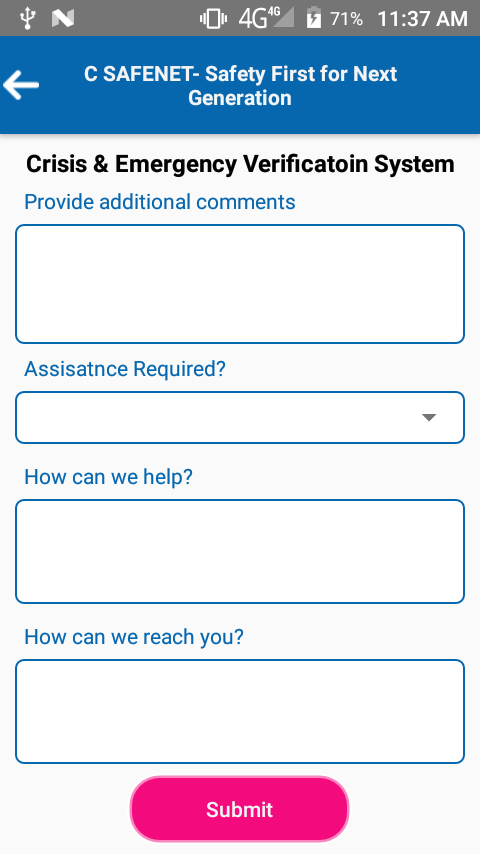 4G 4G 71% 11:37 AM
C SAFENET- Safety First for Next
Generation
Crisis & Emergency Verificatoin System
Provide additional comments
Assisatnce Required?
How can we help?
How can we reach you?
Submit